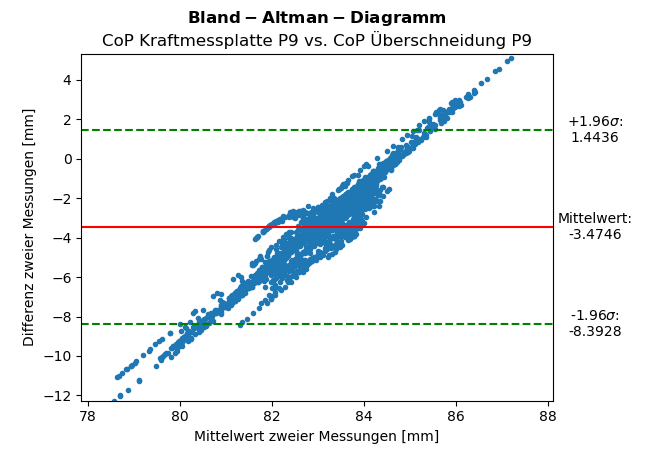 Bland − Altman − Diagramm
CoP Kraftmessplatte P9 vs. CoP Überschneidung P9
Differenz zweier Messungen [mm]
4
2
0
−2
−4
−6
−8
−10
−12
+1.96σ:
1.4436
Mittelwert:
-3.4746
-1.96σ:
-8.3928
78
80
82
84
86
88
Mittelwert zweier Messungen [mm]